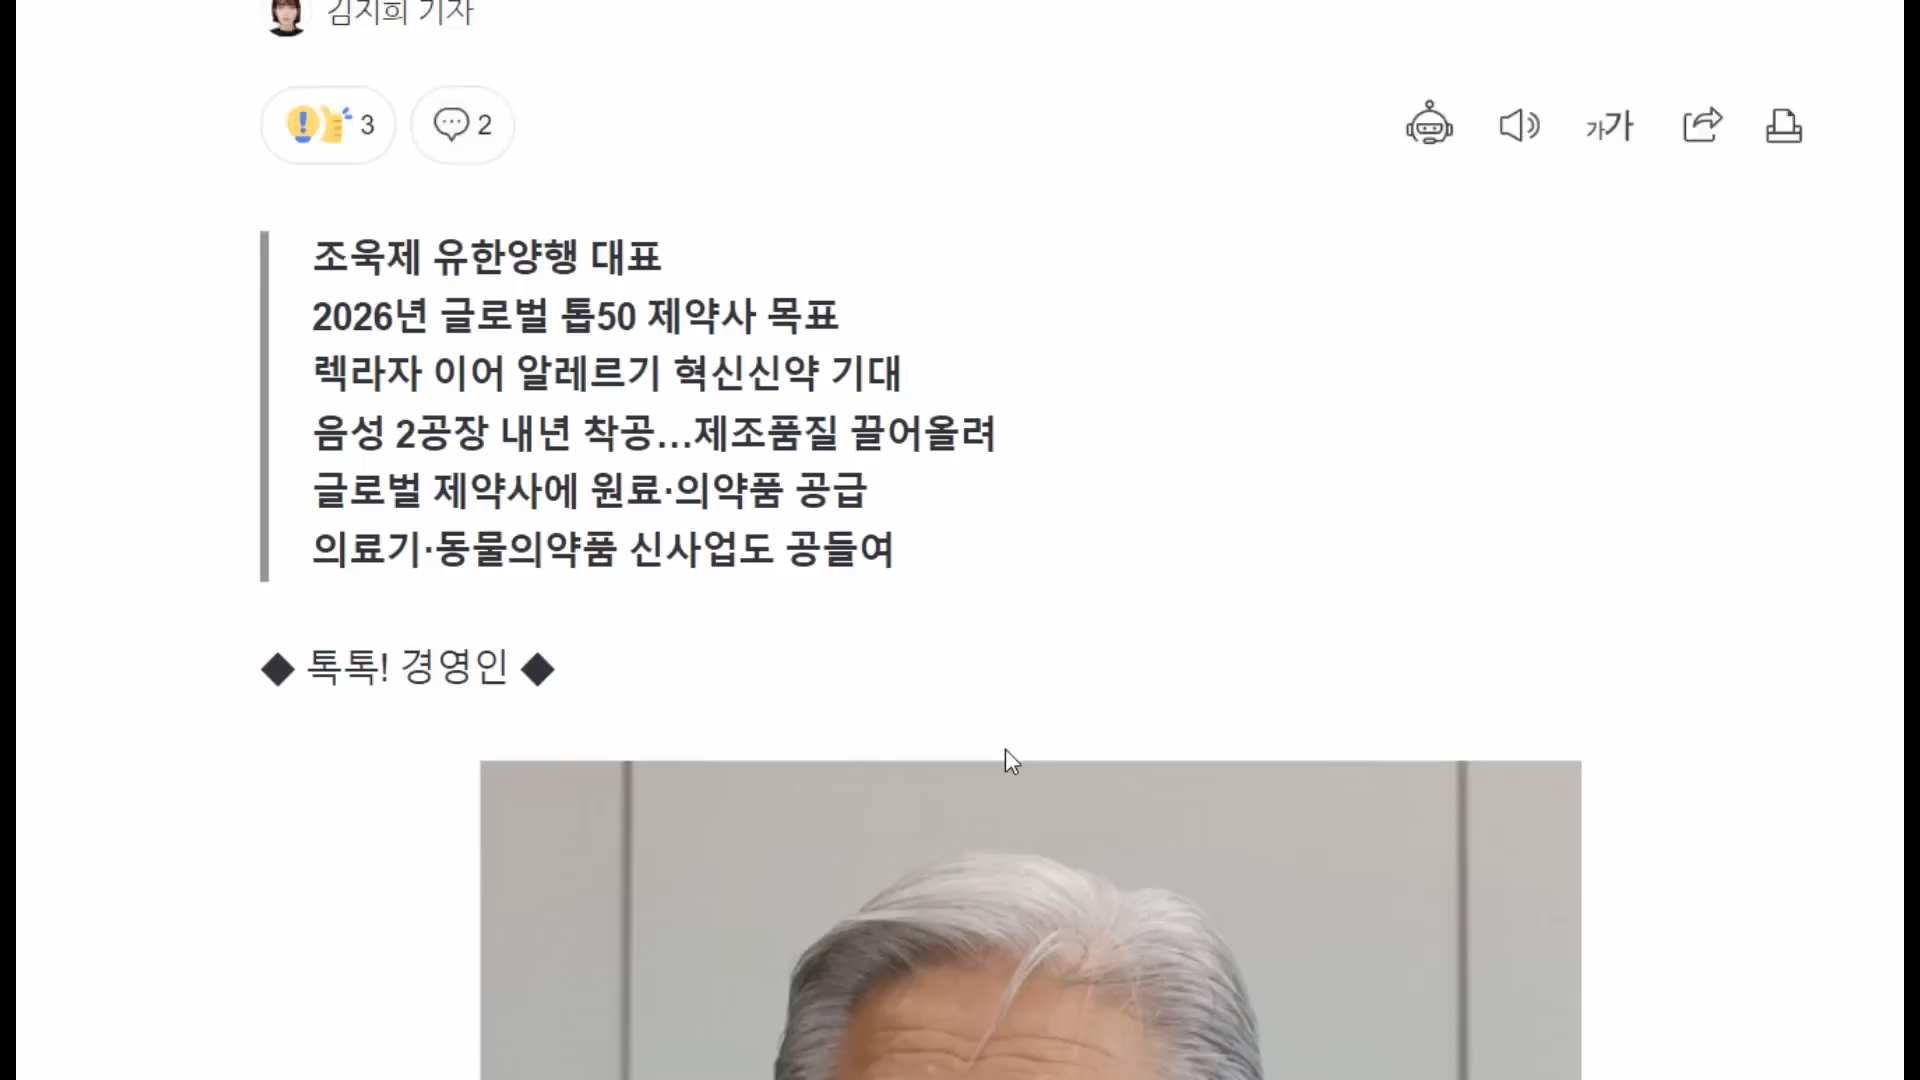 김지희 기자
3
2
가가
조욱제 유한양행 대표
2026년 글로벌 톱50 제약사 목표
렉라자 이어 알레르기 혁신신약 기대
음성 2공장 내년 착공…제조품질 끌어올려
글로벌 제약사에 원료·의약품 공급
의료기·동물의약품 신사업도 공들여
◆ 톡톡! 경영인 ◆